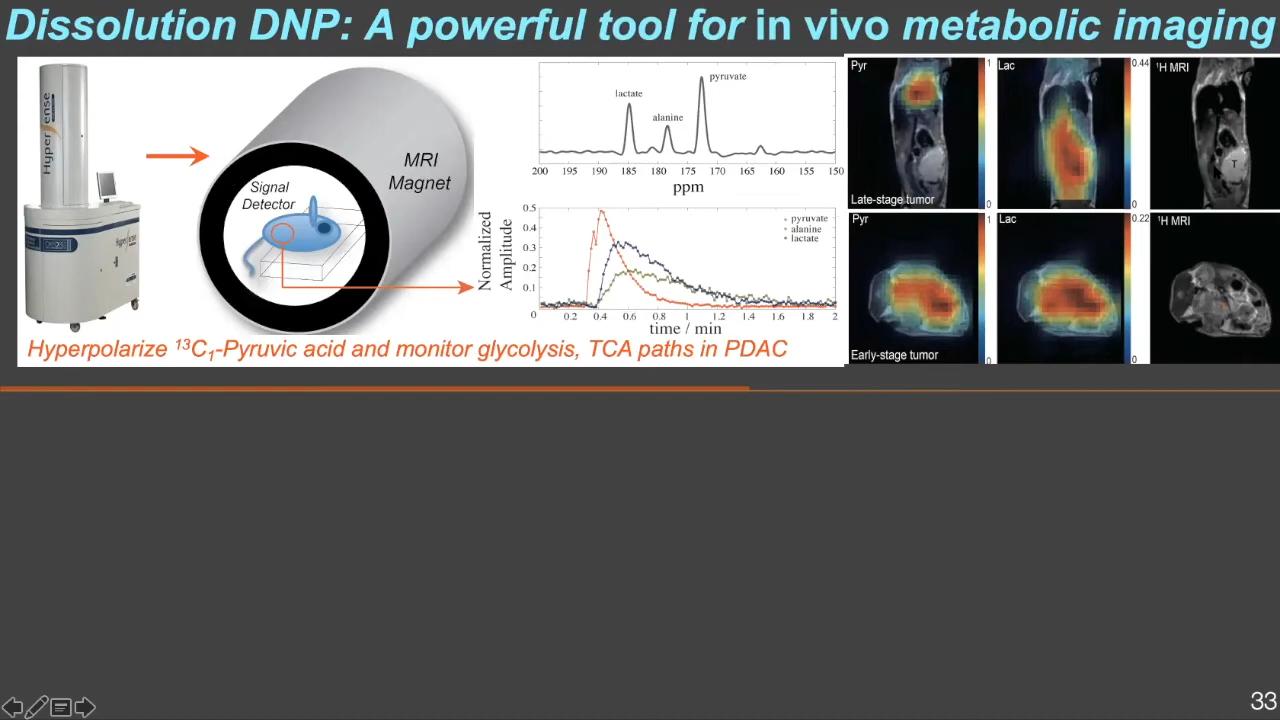 Dissolution DNP: A powerful tool for in vivo metabolic imaging
HyperSense
MRI
Magnet
Signal
Detector
lactate
alanine
pyruvate
200 195 190 185 180 175 170 165 160 155 150
ppm
Normalized
Amplitude
0.5
0.4
0.3
0.2
0.1
pyruvate
alanine
lactate
0 0.2 0.4 0.6 0.8 1 1.2 1.4 1.6 1.8 2
time / min
Hyperpolarize ¹³C₁-Pyruvic acid and monitor glycolysis, TCA paths in PDAC
Pyr
1
0
Late-stage tumor
Lac
0.44
0
¹H MRI
T
Pyr
1
0
Early-stage tumor
Lac
0.22
0
¹H MRI
33